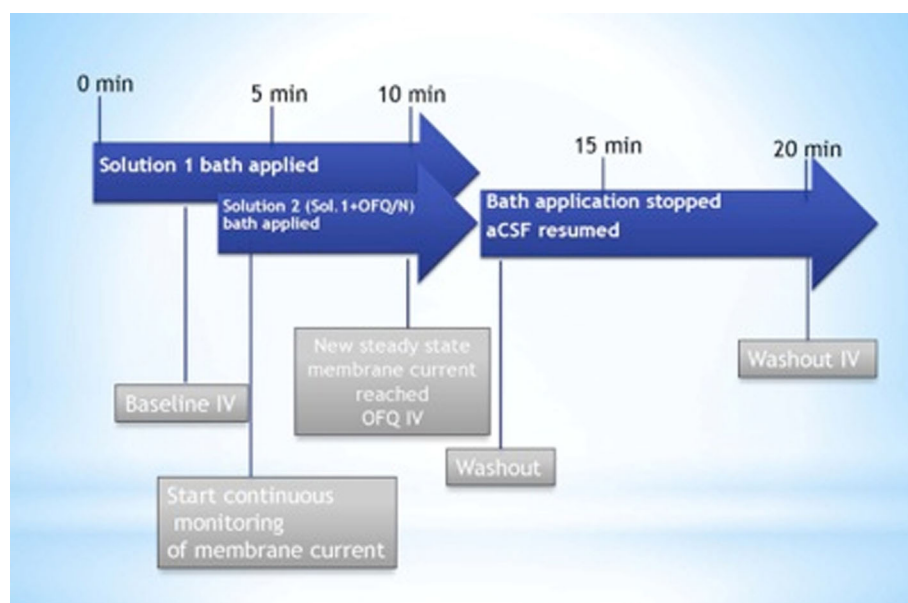 0 min
5 min
10 min
15 min
20 min
Solution 1 bath applied
Solution 2 (Sol.1+OFQ/N)
bath applied
Bath application stopped
aCSF resumed
New steady state
membrane current
reached
OFQ IV
Washout IV
Baseline IV
Washout
Start continuous
monitoring
of membrane current